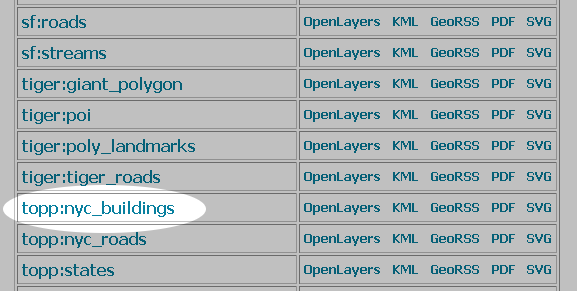 sf:roads OpenLayers KML GeoRSS PDF SVG
sf:streams OpenLayers KML GeoRSS PDF SVG
tiger:giant_polygon OpenLayers KML GeoRSS PDF SVG
tiger:poi OpenLayers KML GeoRSS PDF SVG
tiger:poly_landmarks OpenLayers KML GeoRSS PDF SVG
tiger:tiger_roads OpenLayers KML GeoRSS PDF SVG
topp:nyc_buildings OpenLayers KML GeoRSS PDF SVG
topp:nyc_roads OpenLayers KML GeoRSS PDF SVG
topp:states OpenLayers KML GeoRSS PDF SVG